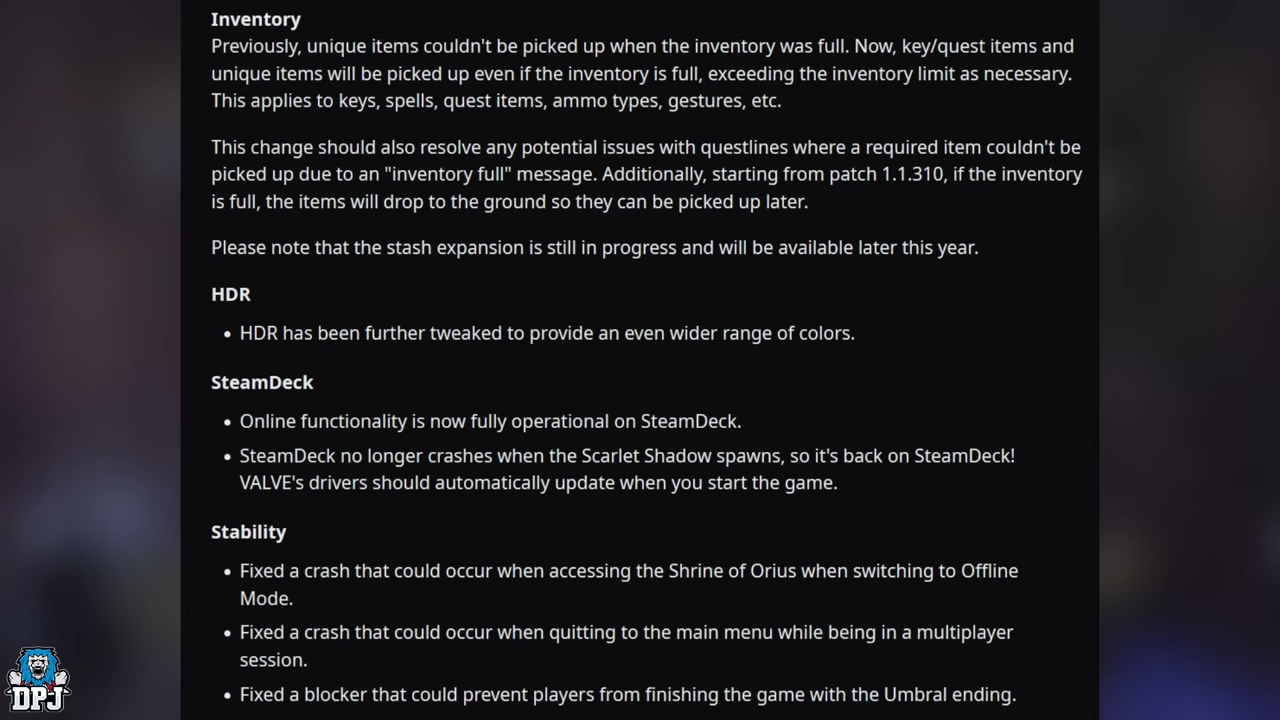 Inventory
Previously, unique items couldn't be picked up when the inventory was full. Now, key/quest items and
unique items will be picked up even if the inventory is full, exceeding the inventory limit as necessary.
This applies to keys, spells, quest items, ammo types, gestures, etc.
This change should also resolve any potential issues with questlines where a required item couldn't be
picked up due to an "inventory full" message. Additionally, starting from patch 1.1.310, if the inventory
is full, the items will drop to the ground so they can be picked up later.
Please note that the stash expansion is still in progress and will be available later this year.
HDR
• HDR has been further tweaked to provide an even wider range of colors.
SteamDeck
• Online functionality is now fully operational on SteamDeck.
• SteamDeck no longer crashes when the Scarlet Shadow spawns, so it's back on SteamDeck!
VALVE's drivers should automatically update when you start the game.
Stability
• Fixed a crash that could occur when accessing the Shrine of Orius when switching to Offline
Mode.
• Fixed a crash that could occur when quitting to the main menu while being in a multiplayer
session.
• Fixed a blocker that could prevent players from finishing the game with the Umbral ending.
DPJ